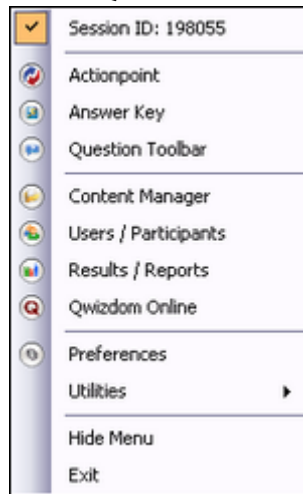 Session ID: 198055
Actionpoint
Answer Key
Question Toolbar
Content Manager
Users / Participants
Results / Reports
Qwizdom Online
Preferences
Utilities
Hide Menu
Exit